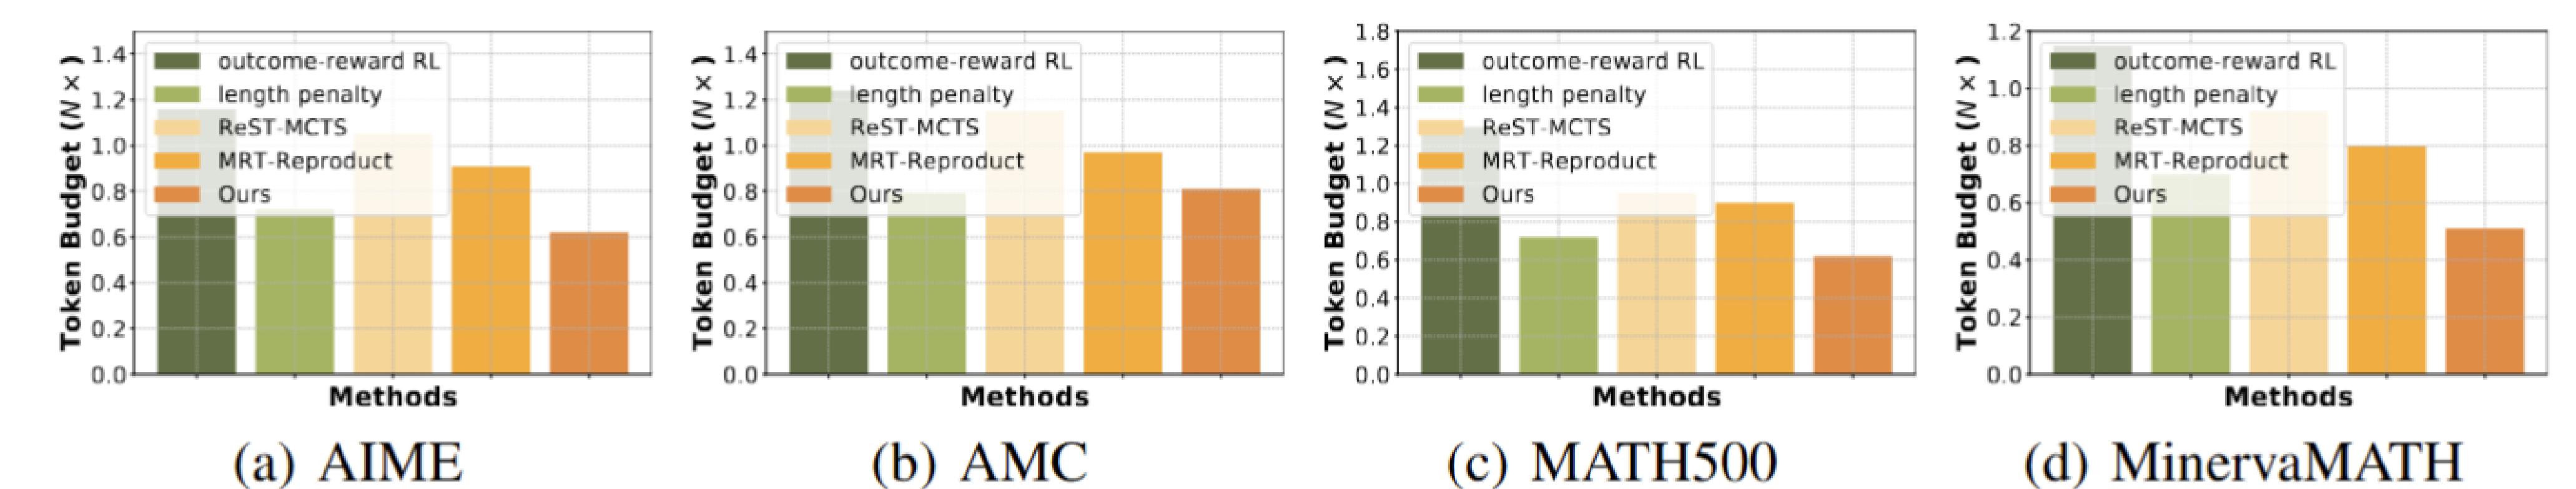 Token Budget (N ×)
1.4
1.2
1.0
0.8
0.6
0.4
0.2
0.0
outcome-reward RL
length penalty
ReST-MCTS
MRT-Reproduct
Ours
Methods
(a) AIME
Token Budget (N ×)
1.4
1.2
1.0
0.8
0.6
0.4
0.2
0.0
outcome-reward RL
length penalty
ReST-MCTS
MRT-Reproduct
Ours
Methods
(b) AMC
Token Budget (N ×)
1.8
1.6
1.4
1.2
1.0
0.8
0.6
0.4
0.2
0.0
outcome-reward RL
length penalty
ReST-MCTS
MRT-Reproduct
Ours
Methods
(c) MATH500
Token Budget (N ×)
1.2
1.0
0.8
0.6
0.4
0.2
0.0
outcome-reward RL
length penalty
ReST-MCTS
MRT-Reproduct
Ours
Methods
(d) MinervaMATH